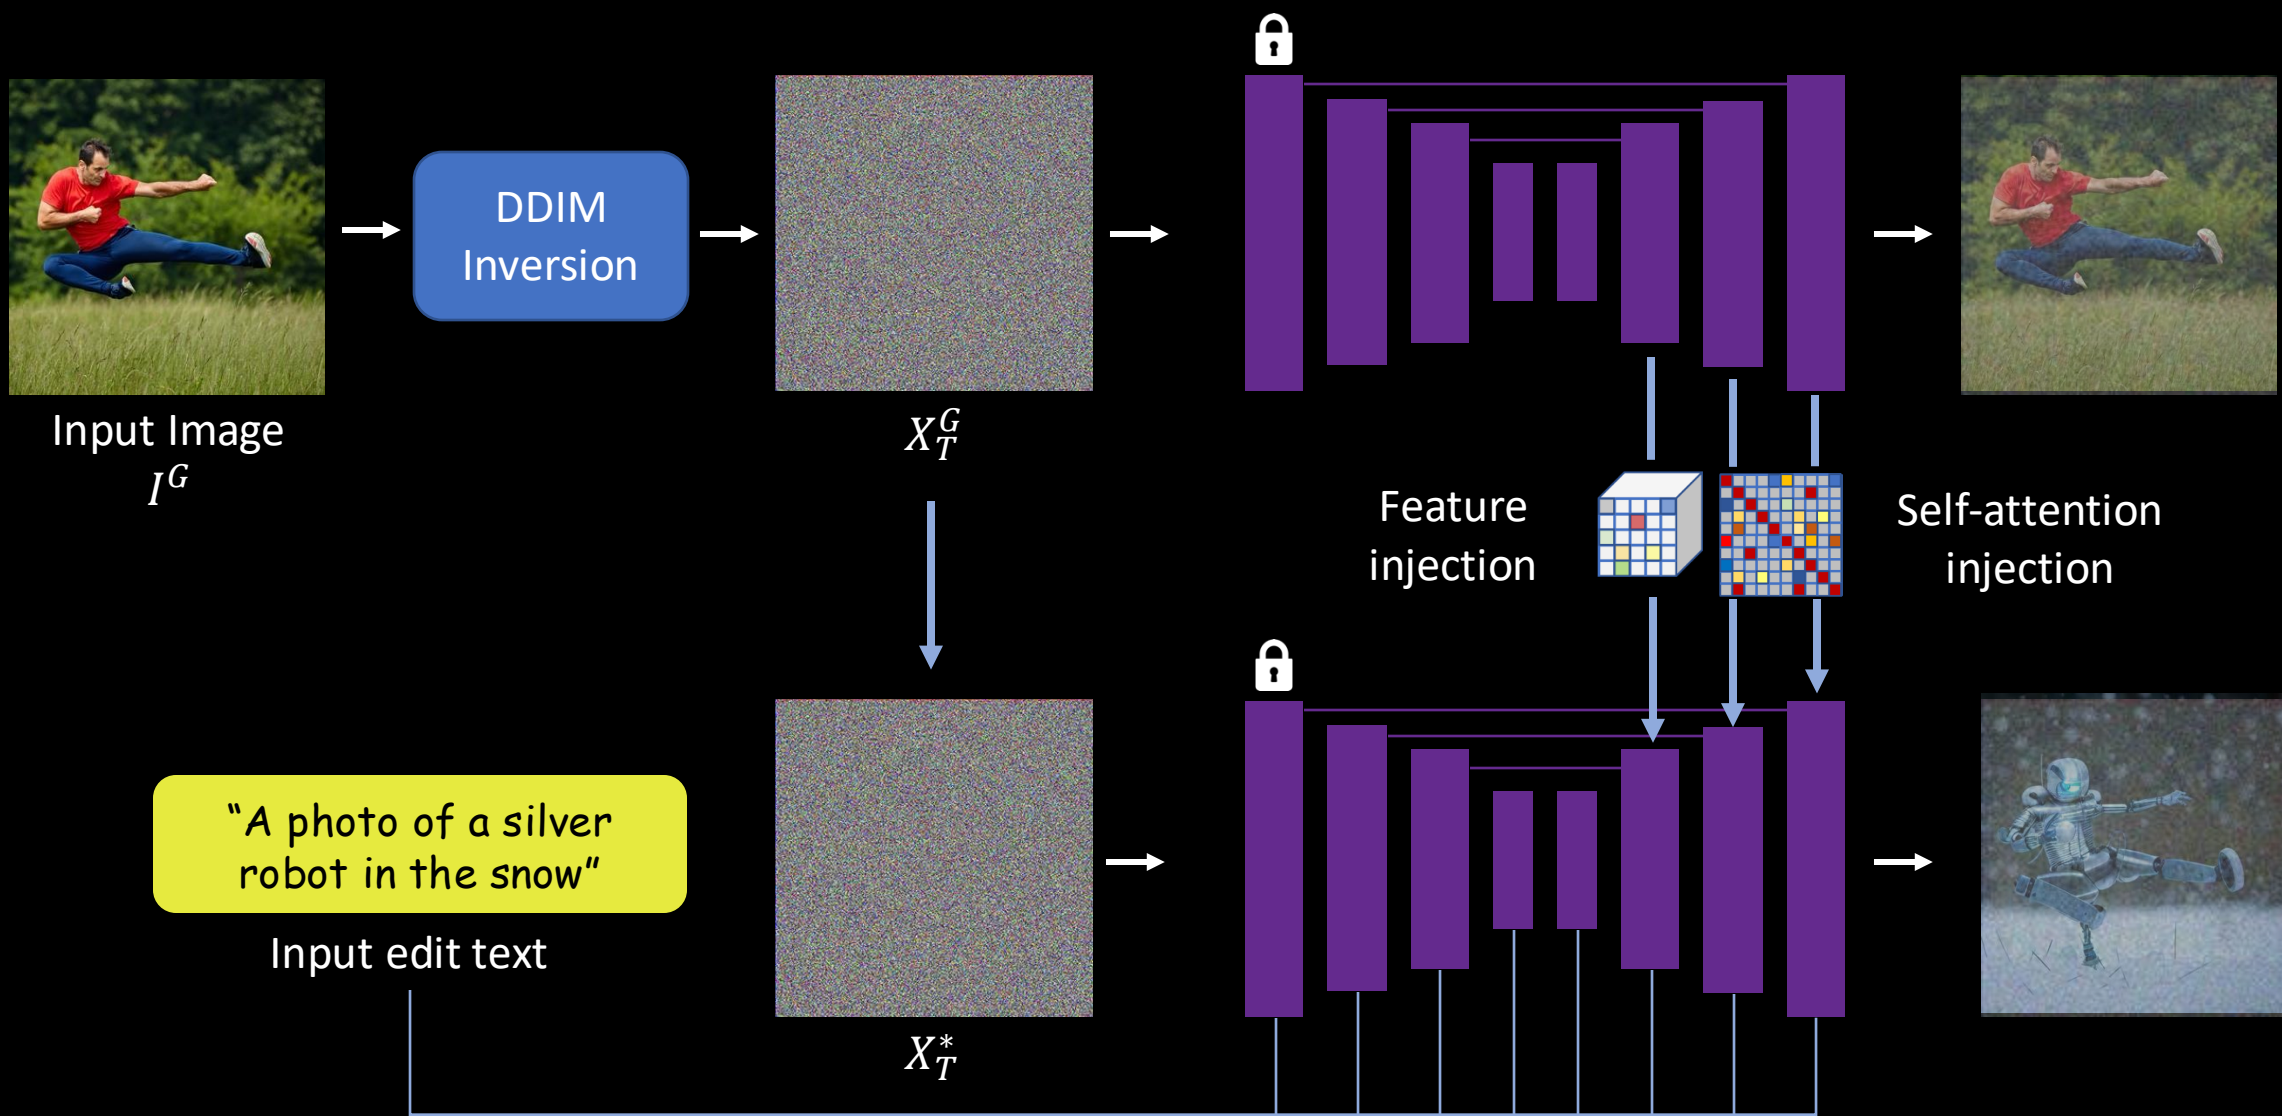 DDIM
Inversion
Input Image
I^G
X_T^G
Feature
injection
Self-attention
injection
“A photo of a silver
robot in the snow”
Input edit text
X_T^*